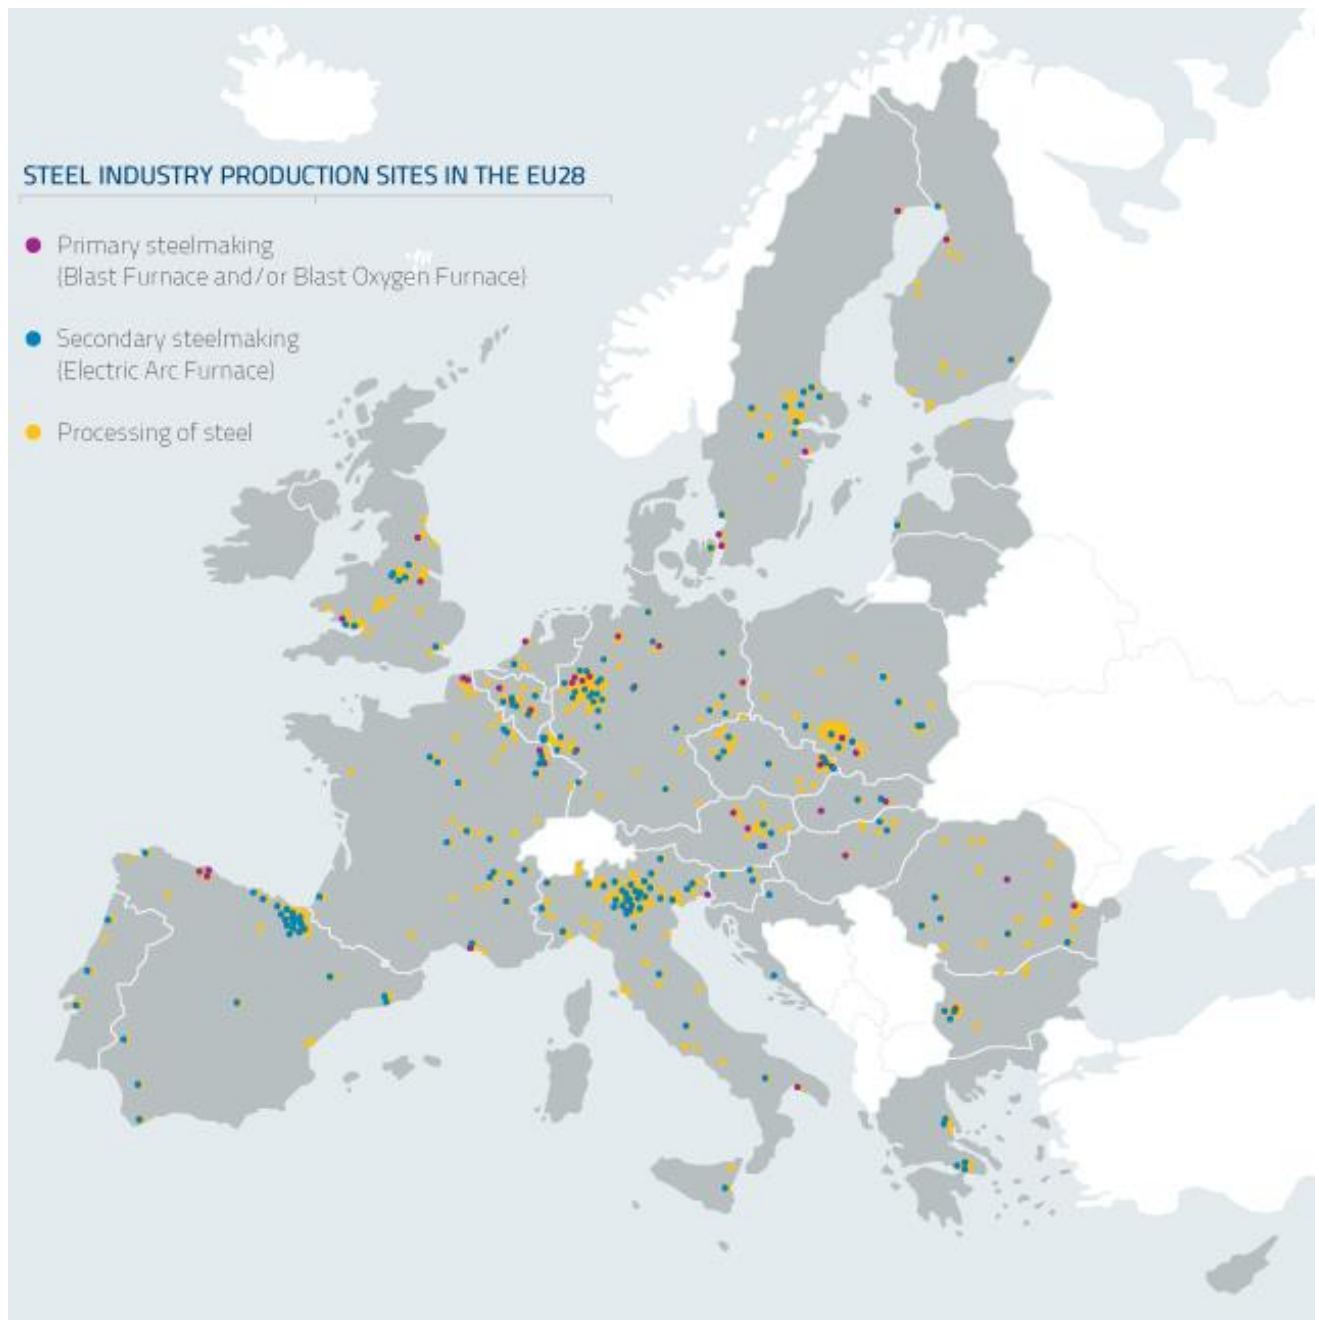 STEEL INDUSTRY PRODUCTION SITES IN THE EU28
Primary steelmaking
(Blast Furnace and/or Blast Oxygen Furnace)
Secondary steelmaking
(Electric Arc Furnace)
Processing of steel